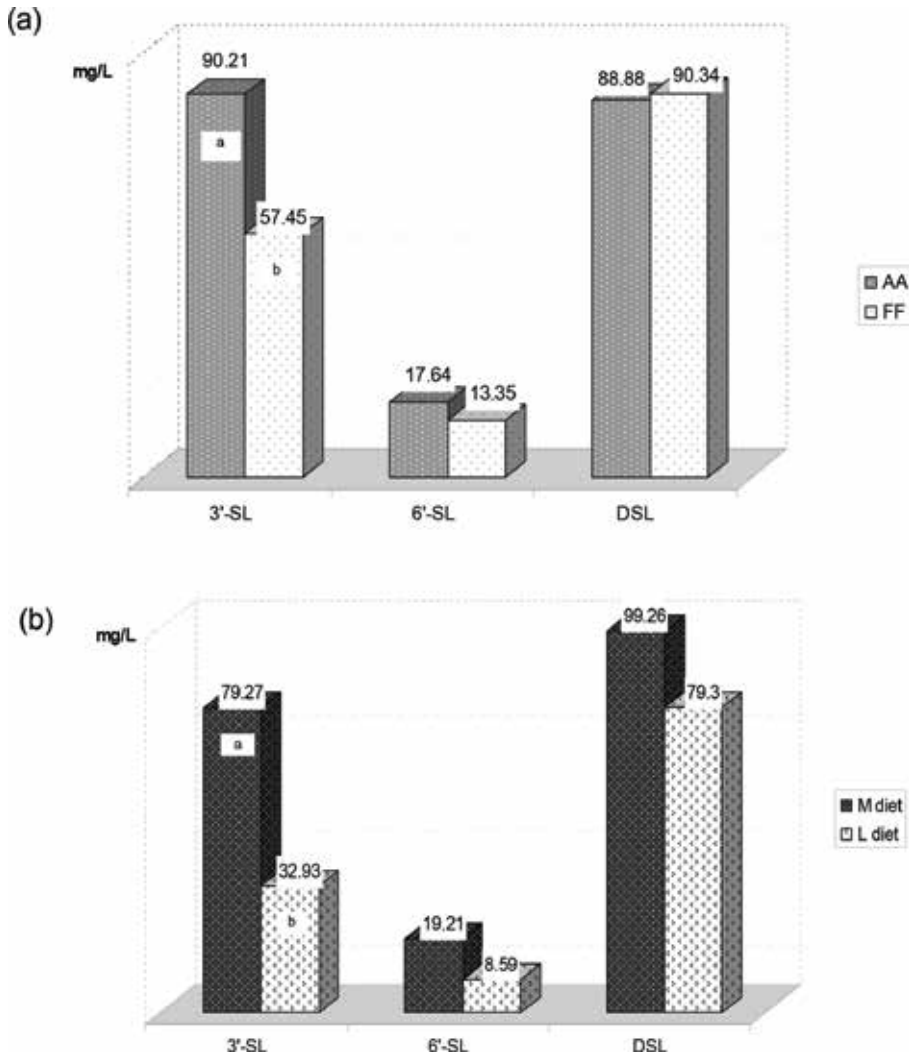 (a)
mg/L
90.21
a
57.45
b
17.64
13.35
88.88
90.34
AA
FF
3'-SL 6'-SL DSL
(b)
mg/L
79.27
a
32.93
b
19.21
8.59
99.26
79.3
M diet
L diet
3'-SL 6'-SL DSL